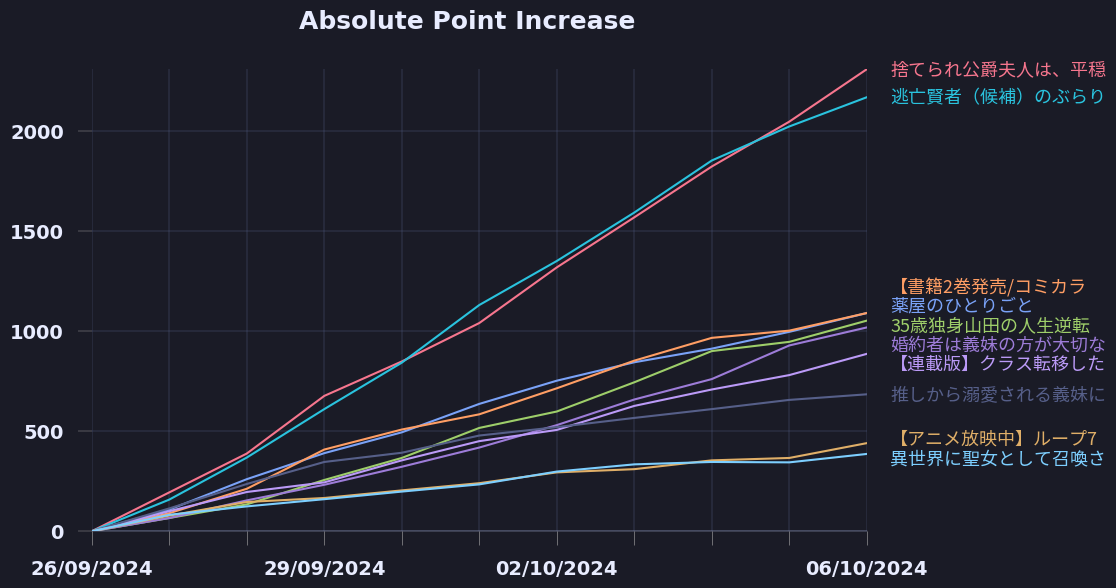 Absolute Point Increase
捨てられ公爵夫人は、平穏
逃亡賢者（候補）のぶらり
2000
1500
【書籍2巻発売/コミカラ
薬屋のひとりごと
35歳独身山田の人生逆転
1000
婚約者は義妹の方が大切な
【連載版】クラス転移した
推しから溺愛される義妹に
500
【アニメ放映中】ループ7
異世界に聖女として召喚さ
0
26/09/2024
29/09/2024
02/10/2024
06/10/2024